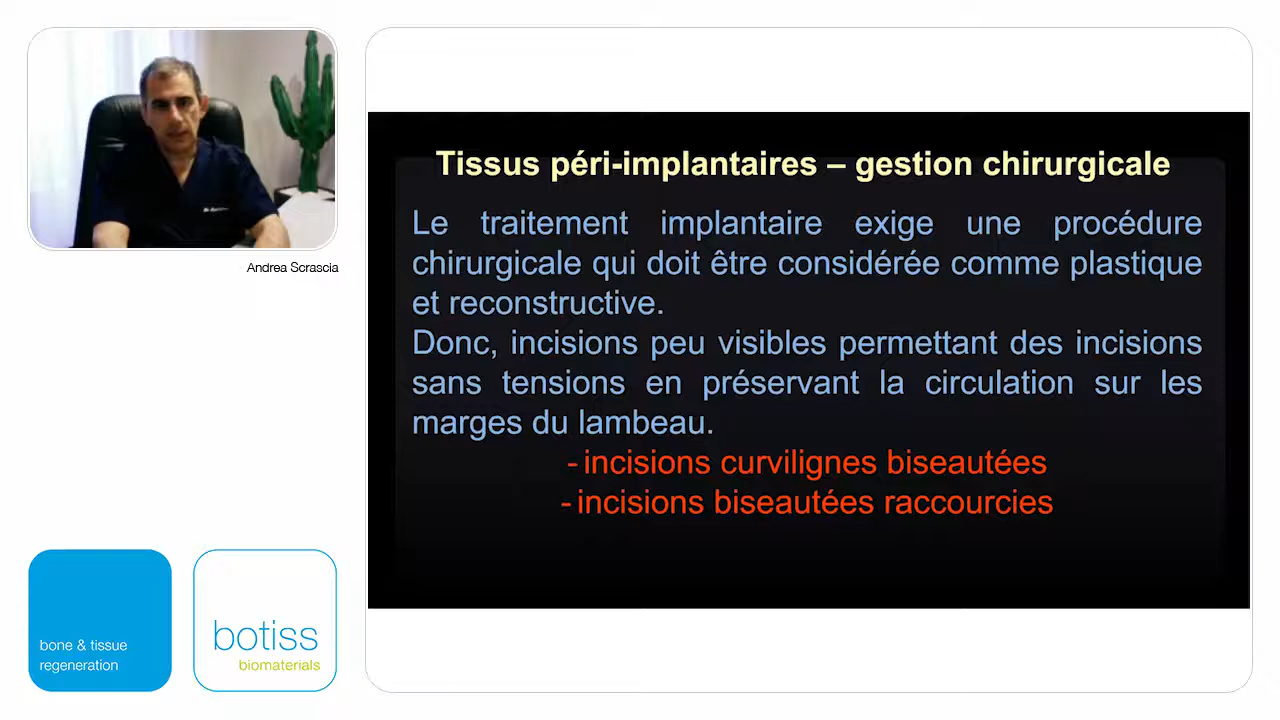 Andrea Scrascia
Tissus péri-implantaires – gestion chirurgicale
Le traitement implantaire exige une procédure
chirurgicale qui doit être considérée comme plastique
et reconstructive.
Donc, incisions peu visibles permettant des incisions
sans tensions en préservant la circulation sur les
marges du lambeau.
- incisions curvilignes biseautées
- incisions biseautées raccourcies
bone & tissue
regeneration
botiss
biomaterials